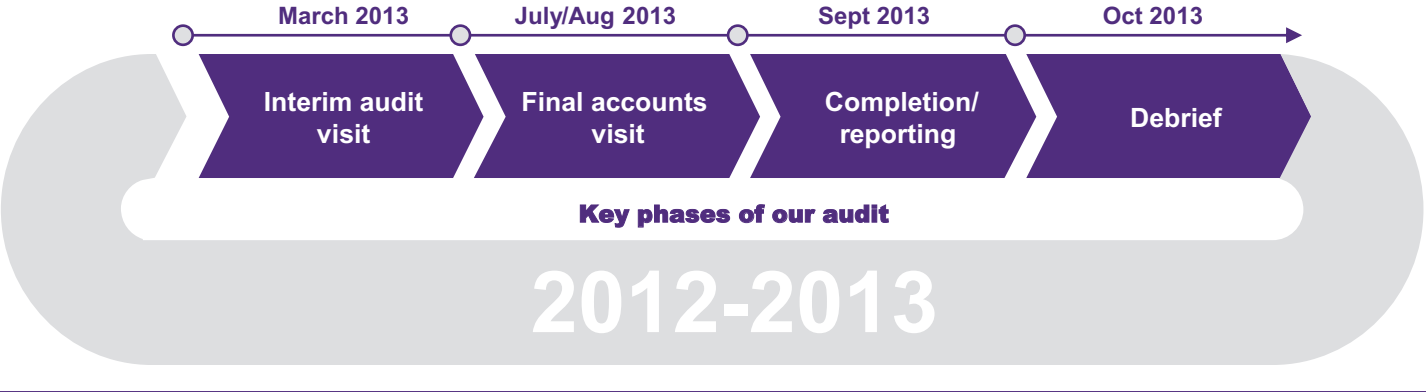 March 2013
July/Aug 2013
Sept 2013
Oct 2013
Interim audit
visit
Final accounts
visit
Completion/
reporting
Debrief
Key phases of our audit
2012-2013